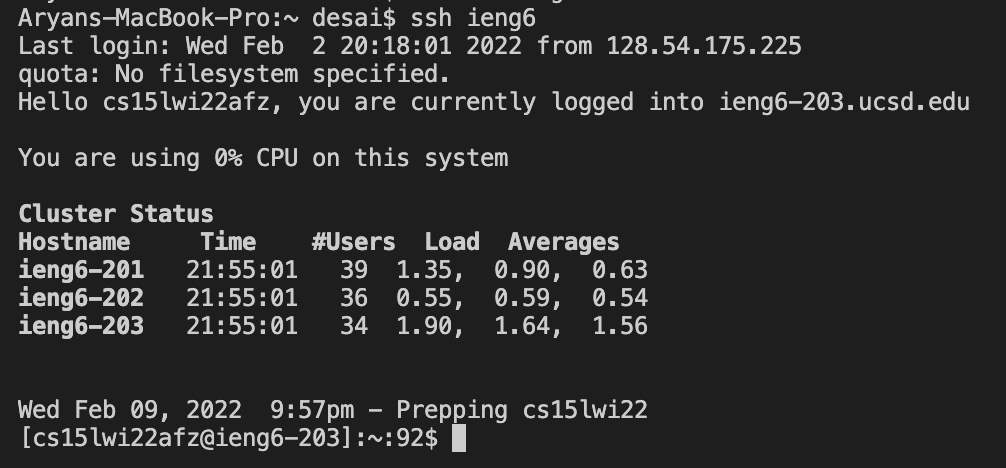 Aryans-MacBook-Pro:~ desai$ ssh ieng6
Last login: Wed Feb  2 20:18:01 2022 from 128.54.175.225
quota: No filesystem specified.
Hello cs15lwi22afz, you are currently logged into ieng6-203.ucsd.edu
You are using 0% CPU on this system
Cluster Status
Hostname     Time    #Users  Load  Averages
ieng6-201   21:55:01   39  1.35,  0.90,  0.63
ieng6-202   21:55:01   36  0.55,  0.59,  0.54
ieng6-203   21:55:01   34  1.90,  1.64,  1.56
Wed Feb 09, 2022  9:57pm - Prepping cs15lwi22
[cs15lwi22afz@ieng6-203]:~:92$